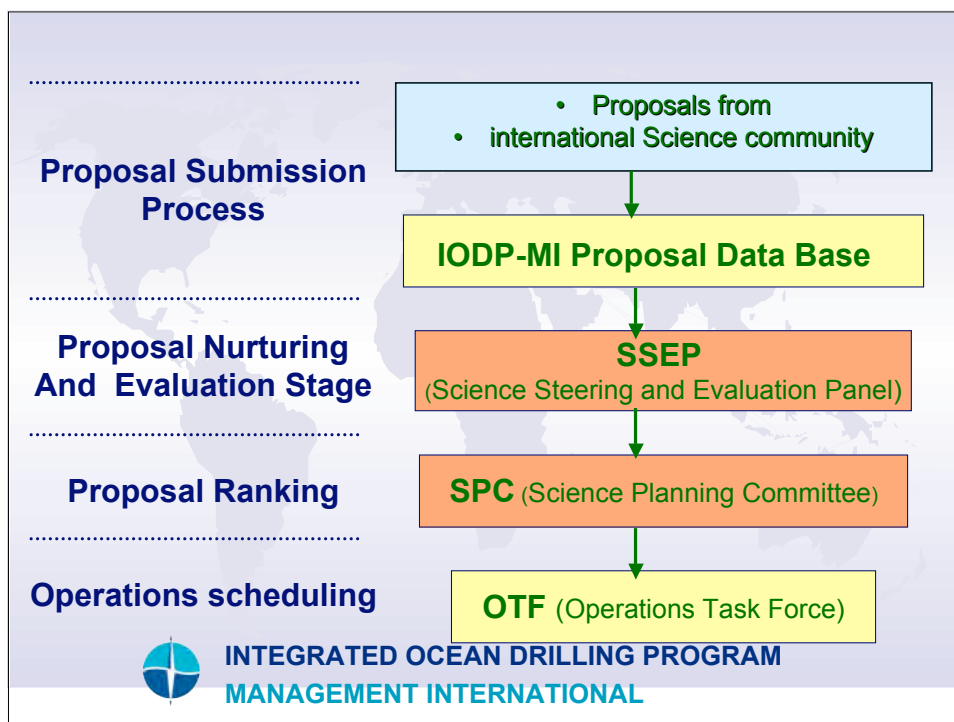 • Proposals from
• international Science community
Proposal Submission
Process
IODP-MI Proposal Data Base
Proposal Nurturing
And Evaluation Stage
SSEP
(Science Steering and Evaluation Panel)
Proposal Ranking
SPC (Science Planning Committee)
Operations scheduling
OTF (Operations Task Force)
INTEGRATED OCEAN DRILLING PROGRAM
MANAGEMENT INTERNATIONAL